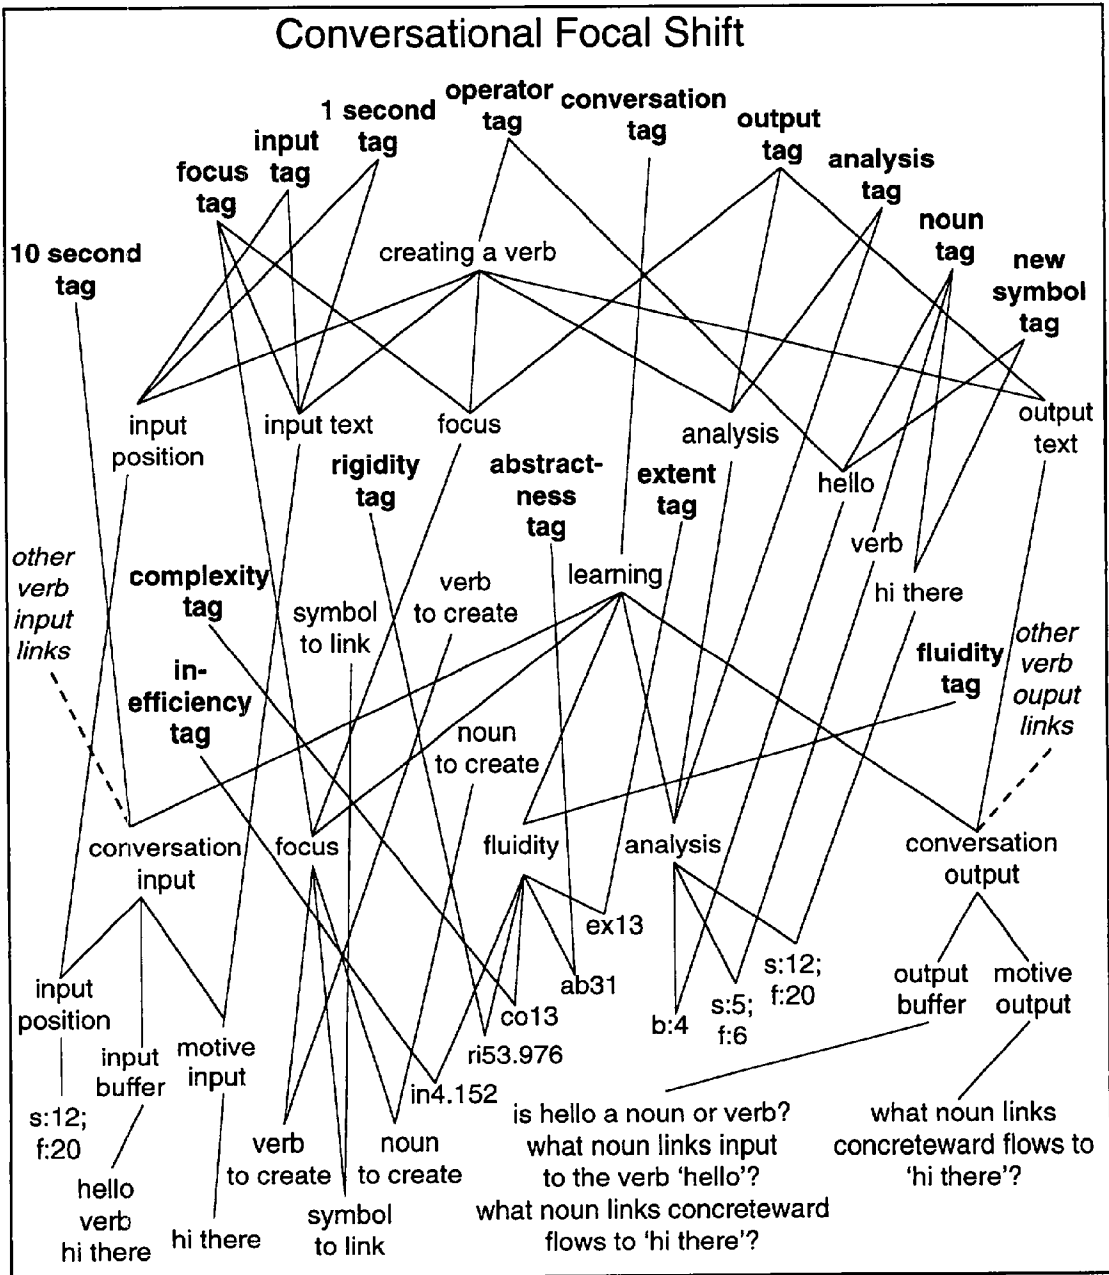 Conversational Focal Shift
operator
tag
conversation
tag
1 second
tag
output
tag
input
tag
analysis
tag
focus
tag
noun
tag
10 second
tag
creating a verb
new
symbol
tag
input
position
input text
focus
analysis
output
text
rigidity
tag
abstract-
ness
tag
extent
tag
hello
verb
hi there
other
verb
input
links
complexity
tag
symbol
to link
verb
to create
learning
in-
efficiency
tag
noun
to create
fluidity
tag
other
verb
ouput
links
conversation
input
focus
fluidity
analysis
conversation
output
ex13
ab31
co13
ri53.976
in4.152
b:4
s:5;
f:6
s:12;
f:20
output
buffer
motive
output
input
position
input
buffer
motive
input
s:12;
f:20
hello
verb
hi there
hi there
verb
to create
symbol
to link
noun
to create
is hello a noun or verb?
what noun links input
to the verb 'hello'?
what noun links concreteward
flows to 'hi there'?
what noun links
concreteward flows to
'hi there'?